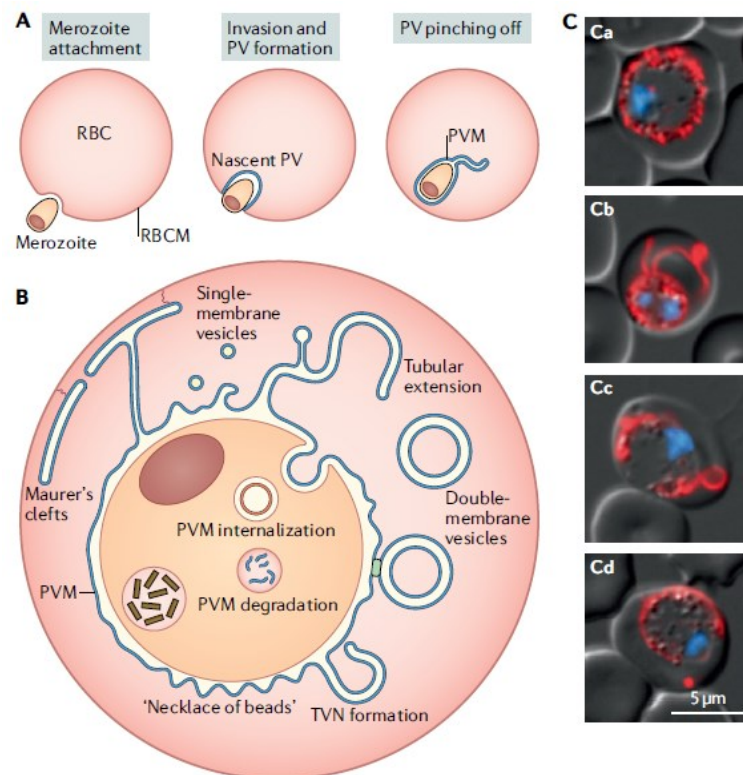 A
Merozoite
attachment
Invasion and
PV formation
PV pinching off
RBC
Merozoite
RBCM
Nascent PV
PVM
B
Single-
membrane
vesicles
Tubular
extension
Maurer's
clefts
PVM internalization
Double-
membrane
vesicles
PVM
PVM degradation
'Necklace of beads'
TVN formation
C
Ca
Cb
Cc
Cd
5 µm